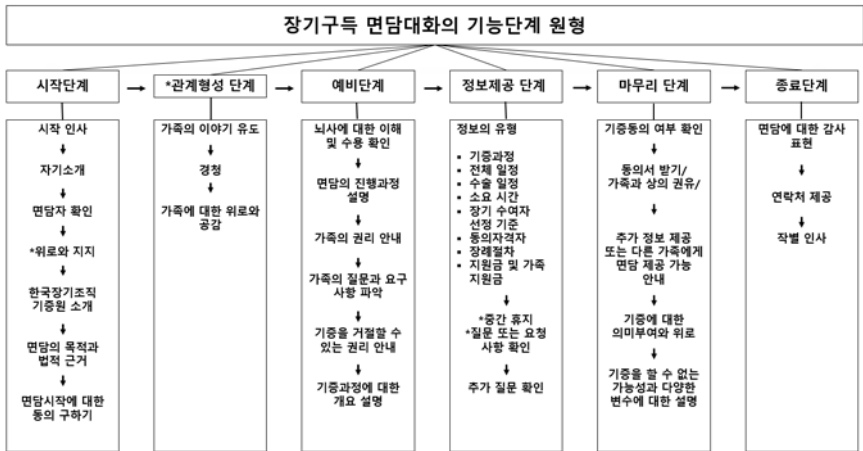 장기구득 면담대화의 기능단계 원형
시작단계
*관계형성 단계
예비단계
정보제공 단계
마무리 단계
종료단계
시작 인사
자기소개
면담자 확인
*위로와 지지
한국장기조직
기증원 소개
면담의 목적과
법적 근거
면담시작에 대한
동의 구하기
가족의 이야기 유도
경청
가족에 대한 위로와
공감
뇌사에 대한 이해
및 수용 확인
면담의 진행과정
설명
가족의 권리 안내
가족의 질문과 요구
사항 파악
기증을 거절할 수
있는 권리 안내
기증과정에 대한
개요 설명
정보의 유형
▪ 기증과정
▪ 전체 일정
▪ 수술 일정
▪ 소요 시간
▪ 장기 수여자
선정 기준
▪ 동의자격자
▪ 장례절차
▪ 지원금 및 가족
지원금
*중간 휴지
*질문 또는 요청
사항 확인
추가 질문 확인
기증동의 여부 확인
동의서 받기/
가족과 상의 권유/
추가 정보 제공
또는 다른 가족에게
면담 제공 가능
안내
기증에 대한
의미부여와 위로
기증을 할 수 없는
가능성과 다양한
변수에 대한 설명
면담에 대한 감사
표현
연락처 제공
작별 인사